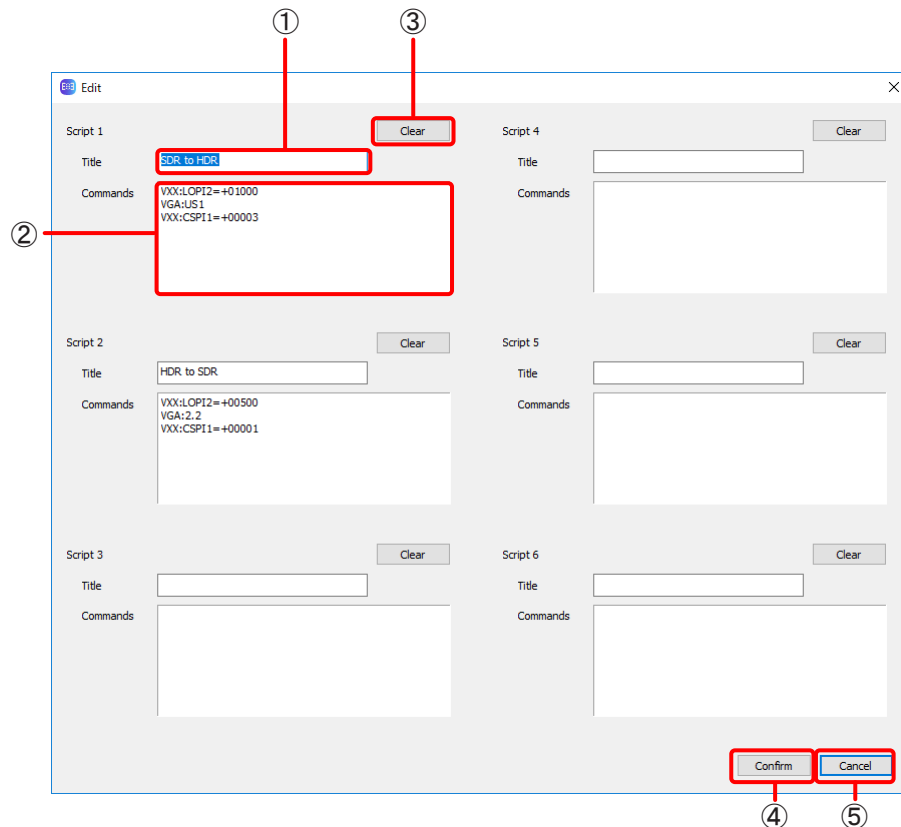 ① ③
Edit
Script 1 Clear
Title SDR to HDR
Commands VXX:LOPI2=+01000
VGA:US1
VXX:CSPI1=+00003
②
Script 4 Clear
Title
Commands
Script 2 Clear
Title HDR to SDR
Commands VXX:LOPI2=+00500
VGA:2.2
VXX:CSPI1=+00001
Script 5 Clear
Title
Commands
Script 3 Clear
Title
Commands
Script 6 Clear
Title
Commands
Confirm Cancel
④ ⑤